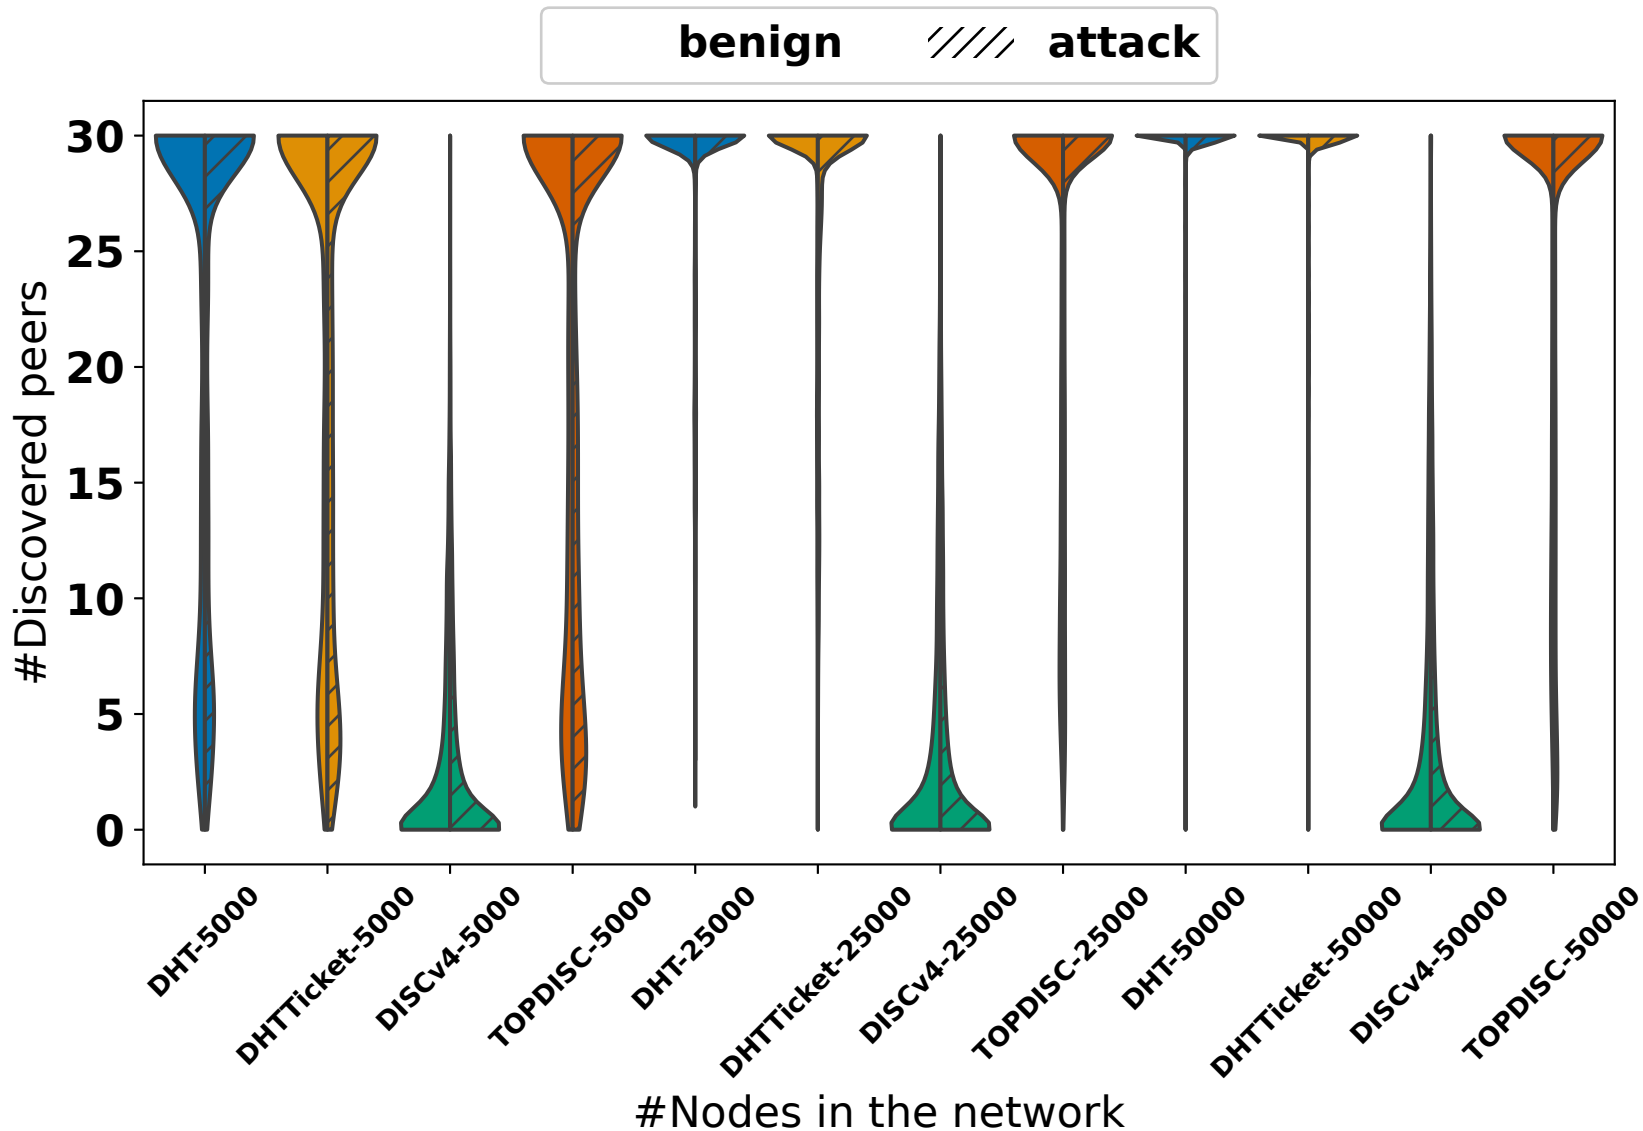 benign attack
#Discovered peers
30
25
20
15
10
5
0
DHT-5000
DHTTicket-5000
DISCv4-5000
TOPDISC-5000
DHT-25000
DHTTicket-25000
DISCv4-25000
TOPDISC-25000
DHT-50000
DHTTicket-50000
DISCv4-50000
TOPDISC-50000
#Nodes in the network